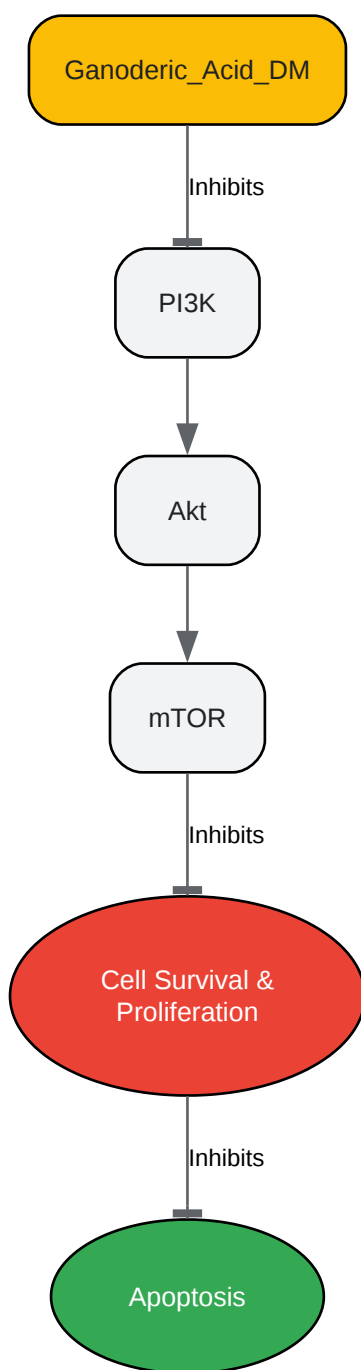 Ganoderic_Acid_DM
Inhibits
PI3K
Akt
mTOR
Inhibits
Cell Survival &
Proliferation
Inhibits
Apoptosis